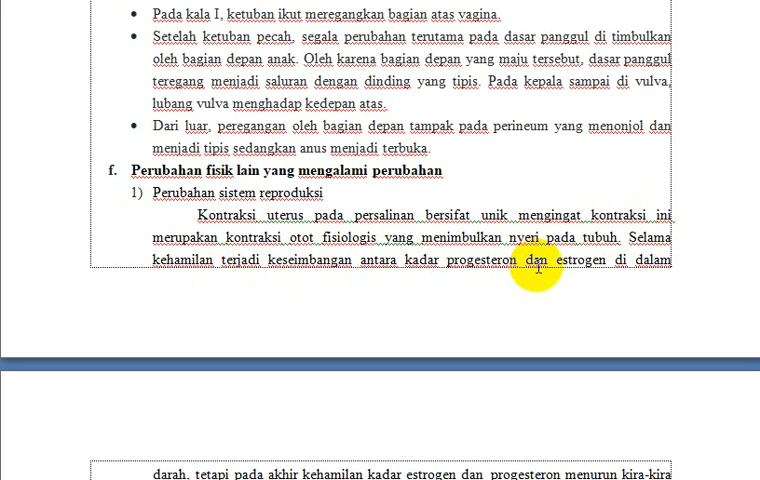 • Pada kala I, ketuban ikut meregangkan bagian atas vagina.
• Setelah ketuban pecah, segala perubahan terutama pada dasar panggul di timbulkan
oleh bagian depan anak. Oleh karena bagian depan yang maju tersebut, dasar panggul
teregang menjadi saluran dengan dinding yang tipis. Pada kepala sampai di vulva,
lubang vulva menghadap kedepan atas.
• Dari luar, peregangan oleh bagian depan tampak pada perineum yang menonjol dan
menjadi tipis sedangkan anus menjadi terbuka.
f. Perubahan fisik lain yang mengalami perubahan
1) Perubahan sistem reproduksi
Kontraksi uterus pada persalinan bersifat unik mengingat kontraksi ini
merupakan kontraksi otot fisiologis yang menimbulkan nyeri pada tubuh. Selama
kehamilan terjadi keseimbangan antara kadar progesteron dan estrogen di dalam
darah, tetapi pada akhir kehamilan kadar estrogen dan progesteron menurun kira-kira